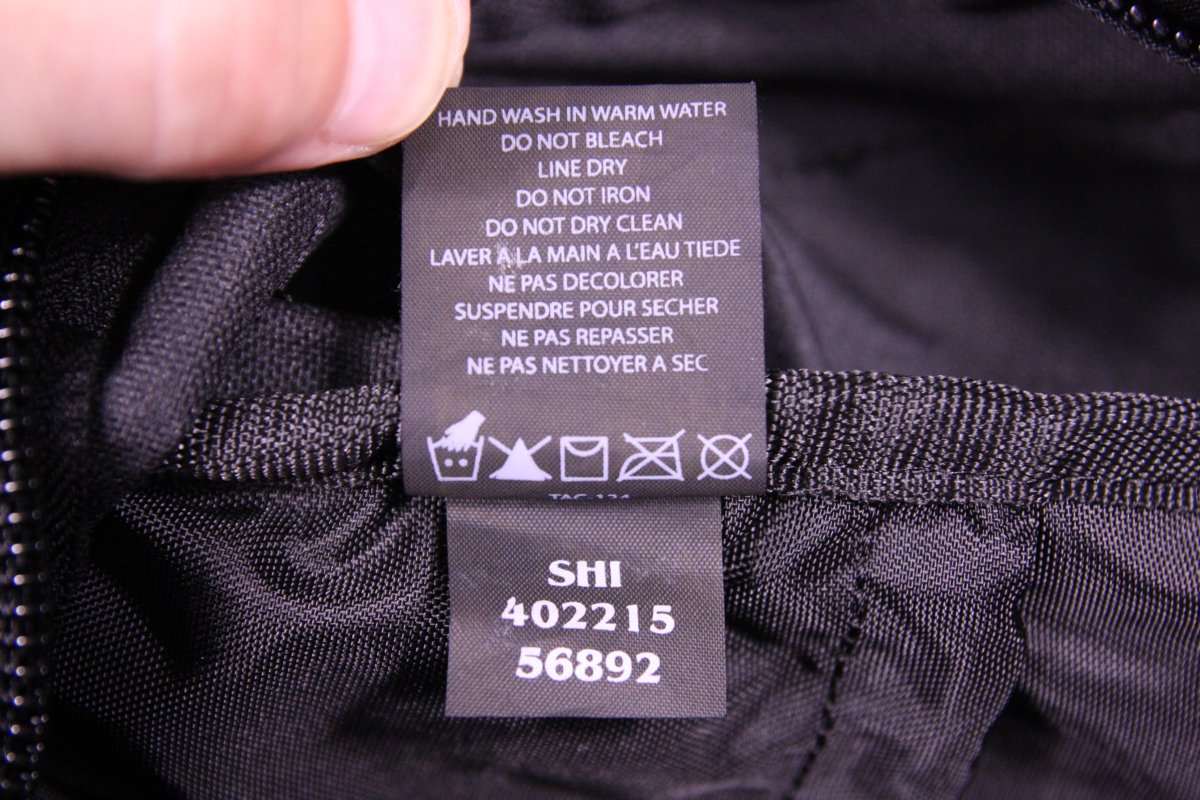 HAND WASH IN WARM WATER
DO NOT BLEACH
LINE DRY
DO NOT IRON
DO NOT DRY CLEAN
LAVER A LA MAIN A L'EAU TIEDE
NE PAS DECOLORER
SUSPENDRE POUR SECHER
NE PAS REPASSER
NE PAS NETTOYER A SEC
SHI
402215
56892